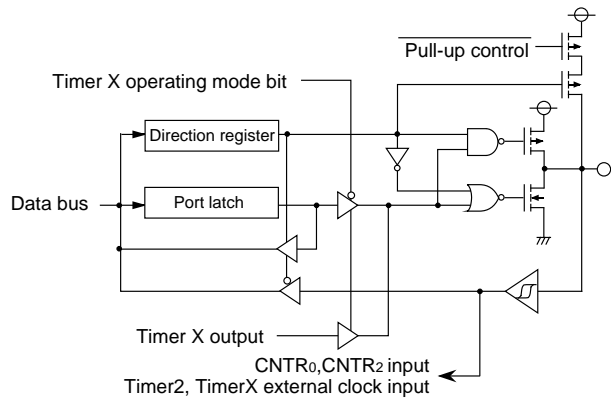 Pull-up control
Timer X operating mode bit
Direction register
Data bus
Port latch
Timer X output
CNTR0,CNTR2 input
Timer2, TimerX external clock input